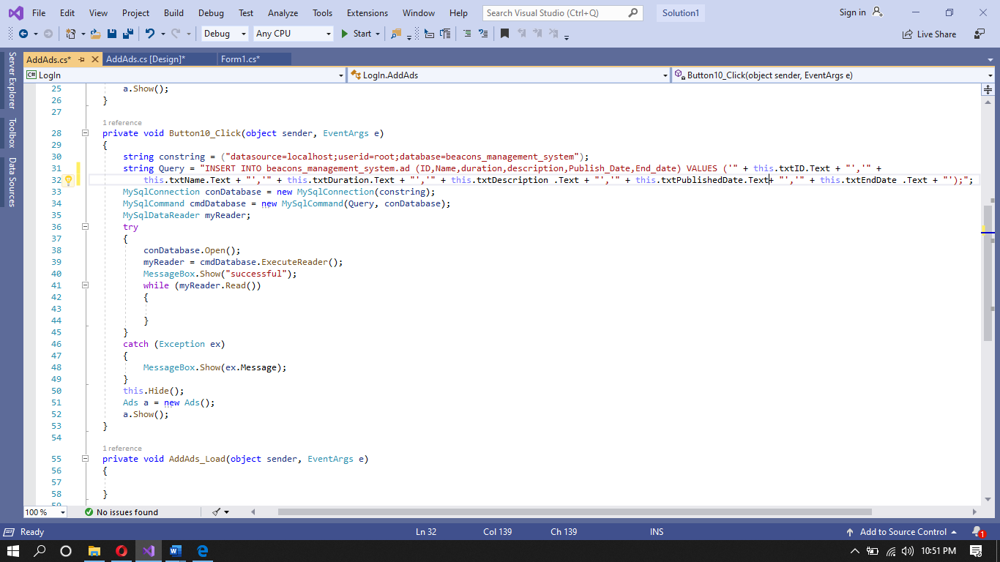 File Edit View Project Build Debug Test Analyze Tools Extensions Window Help Search Visual Studio (Ctrl+Q) Solution1 Sign in
Debug Any CPU Start Live Share
AddAds.cs* AddAds.cs [Design]* Form1.cs*
Server Explorer
Toolbox
Data Sources
C# LogIn LogIn.AddAds Button10_Click(object sender, EventArgs e)
25 a.Show();
26 }
27
1 reference
28 private void Button10_Click(object sender, EventArgs e)
29 {
30 string constring = ("datasource=localhost;userid=root;database=beacons_management_system");
31 string Query = "INSERT INTO beacons_management_system.ad (ID,Name,duration,description,Publish_Date,End_date) VALUES ('" + this.txtID.Text + "','" +
32 this.txtName.Text + "','" + this.txtDuration.Text + "','" + this.txtDescription .Text + "','" + this.txtPublishedDate.Text+ "','" + this.txtEndDate .Text + "');";
33 MySqlConnection conDatabase = new MySqlConnection(constring);
34 MySqlCommand cmdDatabase = new MySqlCommand(Query, conDatabase);
35 MySqlDataReader myReader;
36 try
37 {
38 conDatabase.Open();
39 myReader = cmdDatabase.ExecuteReader();
40 MessageBox.Show("successful");
41 while (myReader.Read())
42 {
43
44 }
45 }
46 catch (Exception ex)
47 {
48 MessageBox.Show(ex.Message);
49 }
50 this.Hide();
51 Ads a = new Ads();
52 a.Show();
53 }
54
1 reference
55 private void AddAds_Load(object sender, EventArgs e)
56 {
57
58 }
59
100 % No issues found
Ready Ln 32 Col 139 Ch 139 INS Add to Source Control 1
10:51 PM